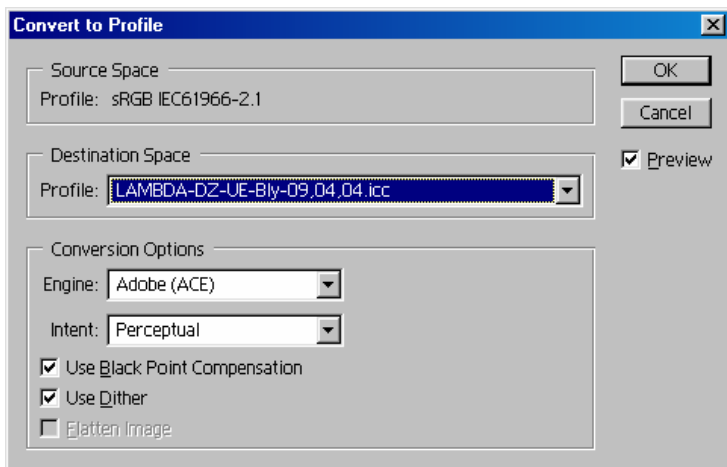 Convert to Profile
Source Space
Profile: sRGB IEC61966-2.1
OK
Cancel
Preview
Destination Space
Profile: LAMBDA-DZ-UE-Bly-09,04,04.icc
Conversion Options
Engine: Adobe (ACE)
Intent: Perceptual
Use Black Point Compensation
Use Dither
Flatten Image